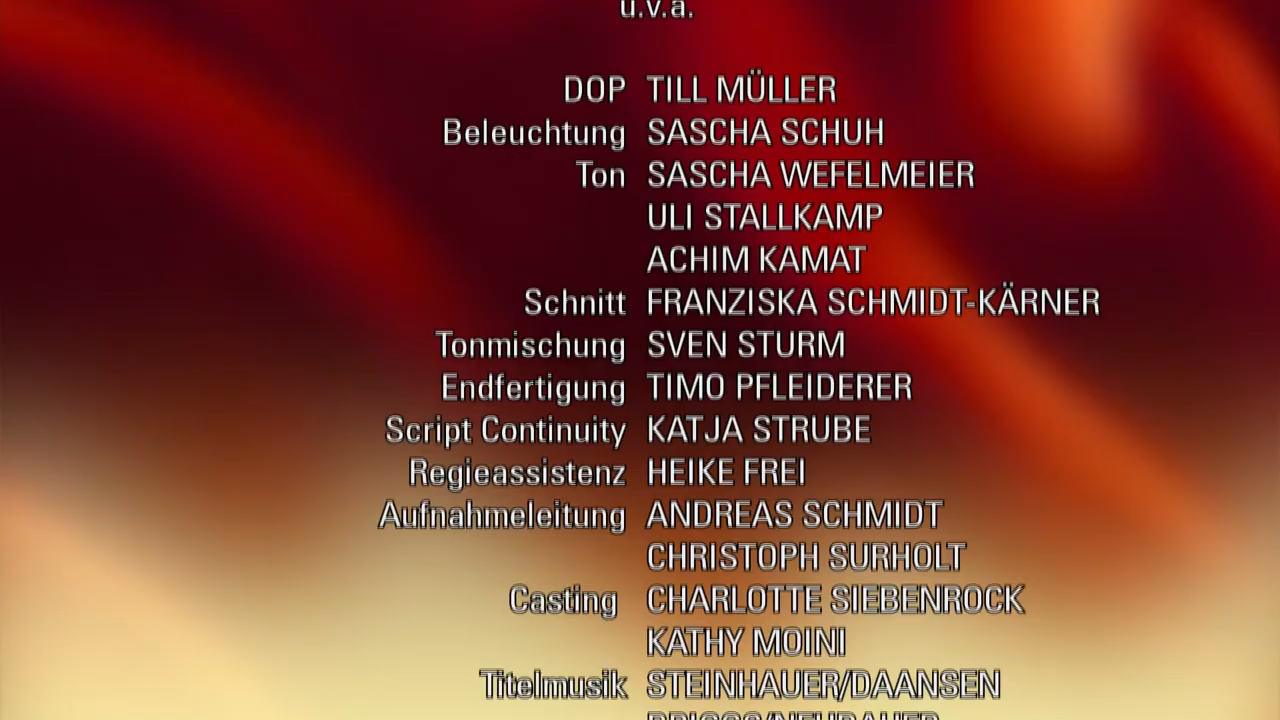 u.v.a.
DOP TILL MÜLLER
Beleuchtung SASCHA SCHUH
Ton SASCHA WEFELMEIER
ULI STALLKAMP
ACHIM KAMAT
Schnitt FRANZISKA SCHMIDT-KÄRNER
Tonmischung SVEN STURM
Endfertigung TIMO PFLEIDERER
Script Continuity KATJA STRUBE
Regieassistenz HEIKE FREI
Aufnahmeleitung ANDREAS SCHMIDT
CHRISTOPH SURHOLT
Casting CHARLOTTE SIEBENROCK
KATHY MOINI
Titelmusik STEINHAUER/DAANSEN